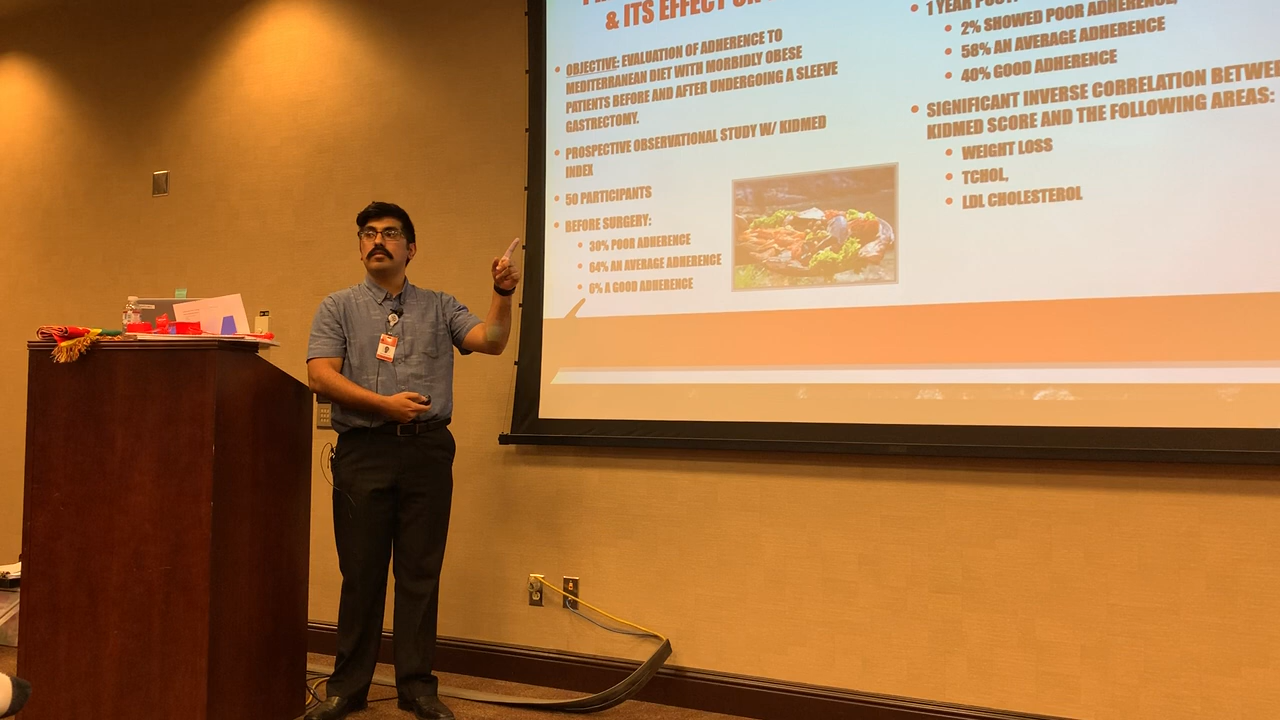 & ITS EFFECT
OBJECTIVE: EVALUATION OF ADHERENCE TO
MEDITERRANEAN DIET WITH MORBIDLY OBESE
PATIENTS BEFORE AND AFTER UNDERGOING A SLEEVE
GASTRECTOMY.
PROSPECTIVE OBSERVATIONAL STUDY W/ KIDMED
INDEX
50 PARTICIPANTS
BEFORE SURGERY:
30% POOR ADHERENCE
64% AN AVERAGE ADHERENCE
6% A GOOD ADHERENCE
1 YEAR
2% SHOWED POOR ADHERENCE,
58% AN AVERAGE ADHERENCE
40% GOOD ADHERENCE
SIGNIFICANT INVERSE CORRELATION
KIDMED SCORE AND THE FOLLOWING AREAS:
WEIGHT LOSS
TCHOL,
LDL CHOLESTEROL